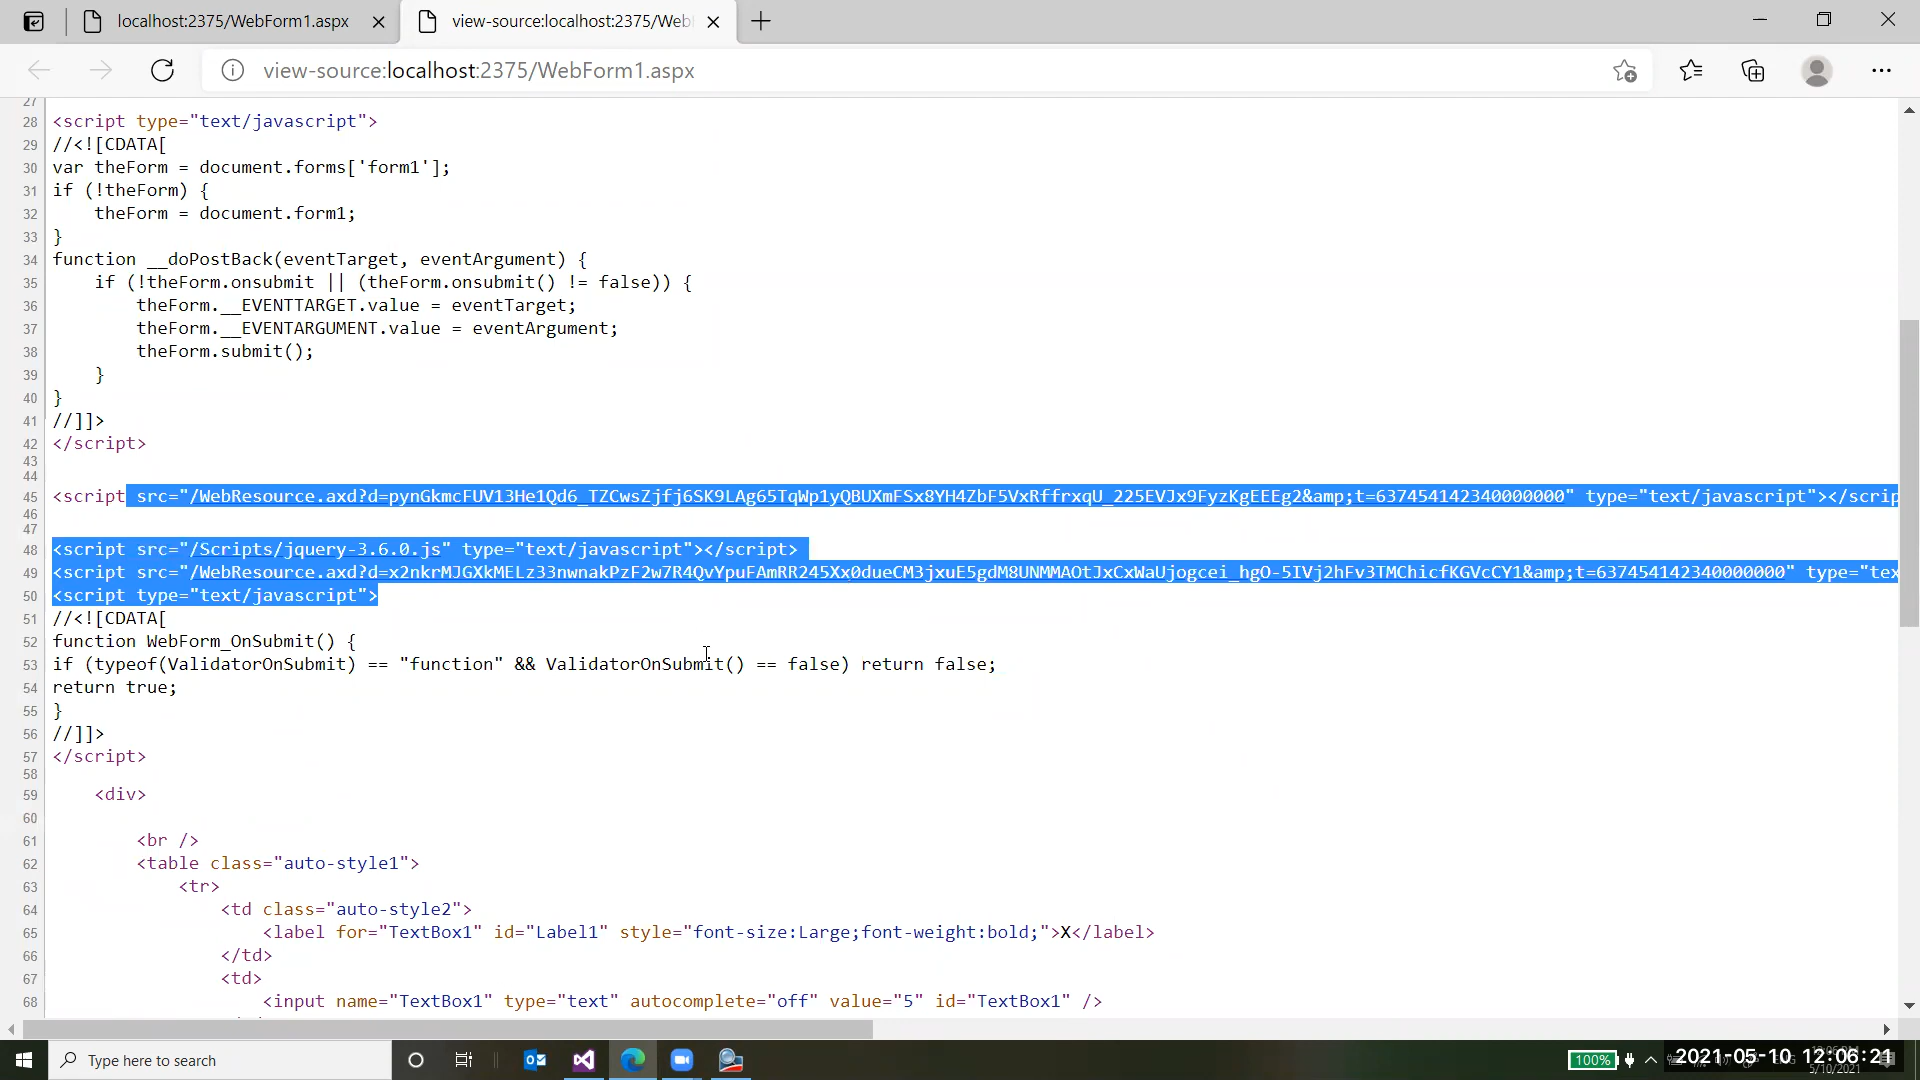 localhost:2375/WebForm1.aspx
view-source:localhost:2375/Web
view-source:localhost:2375/WebForm1.aspx
27
28 <script type="text/javascript">
29 //<![CDATA[
30 var theForm = document.forms['form1'];
31 if (!theForm) {
32 theForm = document.form1;
33 }
34 function __doPostBack(eventTarget, eventArgument) {
35 if (!theForm.onsubmit || (theForm.onsubmit() != false)) {
36 theForm.__EVENTTARGET.value = eventTarget;
37 theForm.__EVENTARGUMENT.value = eventArgument;
38 theForm.submit();
39 }
40 }
41 //]]>
42 </script>
43
44
45 <script src="/WebResource.axd?d=pynGkmcFUV13He1Qd6_TZCwsZjfj6SK9LAg65TqWp1yQBUXmFSx8YH4ZbF5VxRffrxqU_225EVJx9FyzKgEEEg2&amp;t=637454142340000000" type="text/javascript"></scrip
46
47
48 <script src="/Scripts/jquery-3.6.0.js" type="text/javascript"></script>
49 <script src="/WebResource.axd?d=x2nkrMJGXkMELz33nwnakPzF2w7R4QvYpuFAmRR245Xx0dueCM3jxuE5gdM8UNMMAOtJxCxWaUjogcei_hgO-5IVj2hFv3TMChicfKGVcCY1&amp;t=637454142340000000" type="tex
50 <script type="text/javascript">
51 //<![CDATA[
52 function WebForm_OnSubmit() {
53 if (typeof(ValidatorOnSubmit) == "function" && ValidatorOnSubmit() == false) return false;
54 return true;
55 }
56 //]]>
57 </script>
58
59 <div>
60
61 <br />
62 <table class="auto-style1">
63 <tr>
64 <td class="auto-style2">
65 <label for="TextBox1" id="Label1" style="font-size:Large;font-weight:bold;">X</label>
66 </td>
67 <td>
68 <input name="TextBox1" type="text" autocomplete="off" value="5" id="TextBox1" />
Type here to search
100%
2021-05-10 12:06:21
5/10/2021